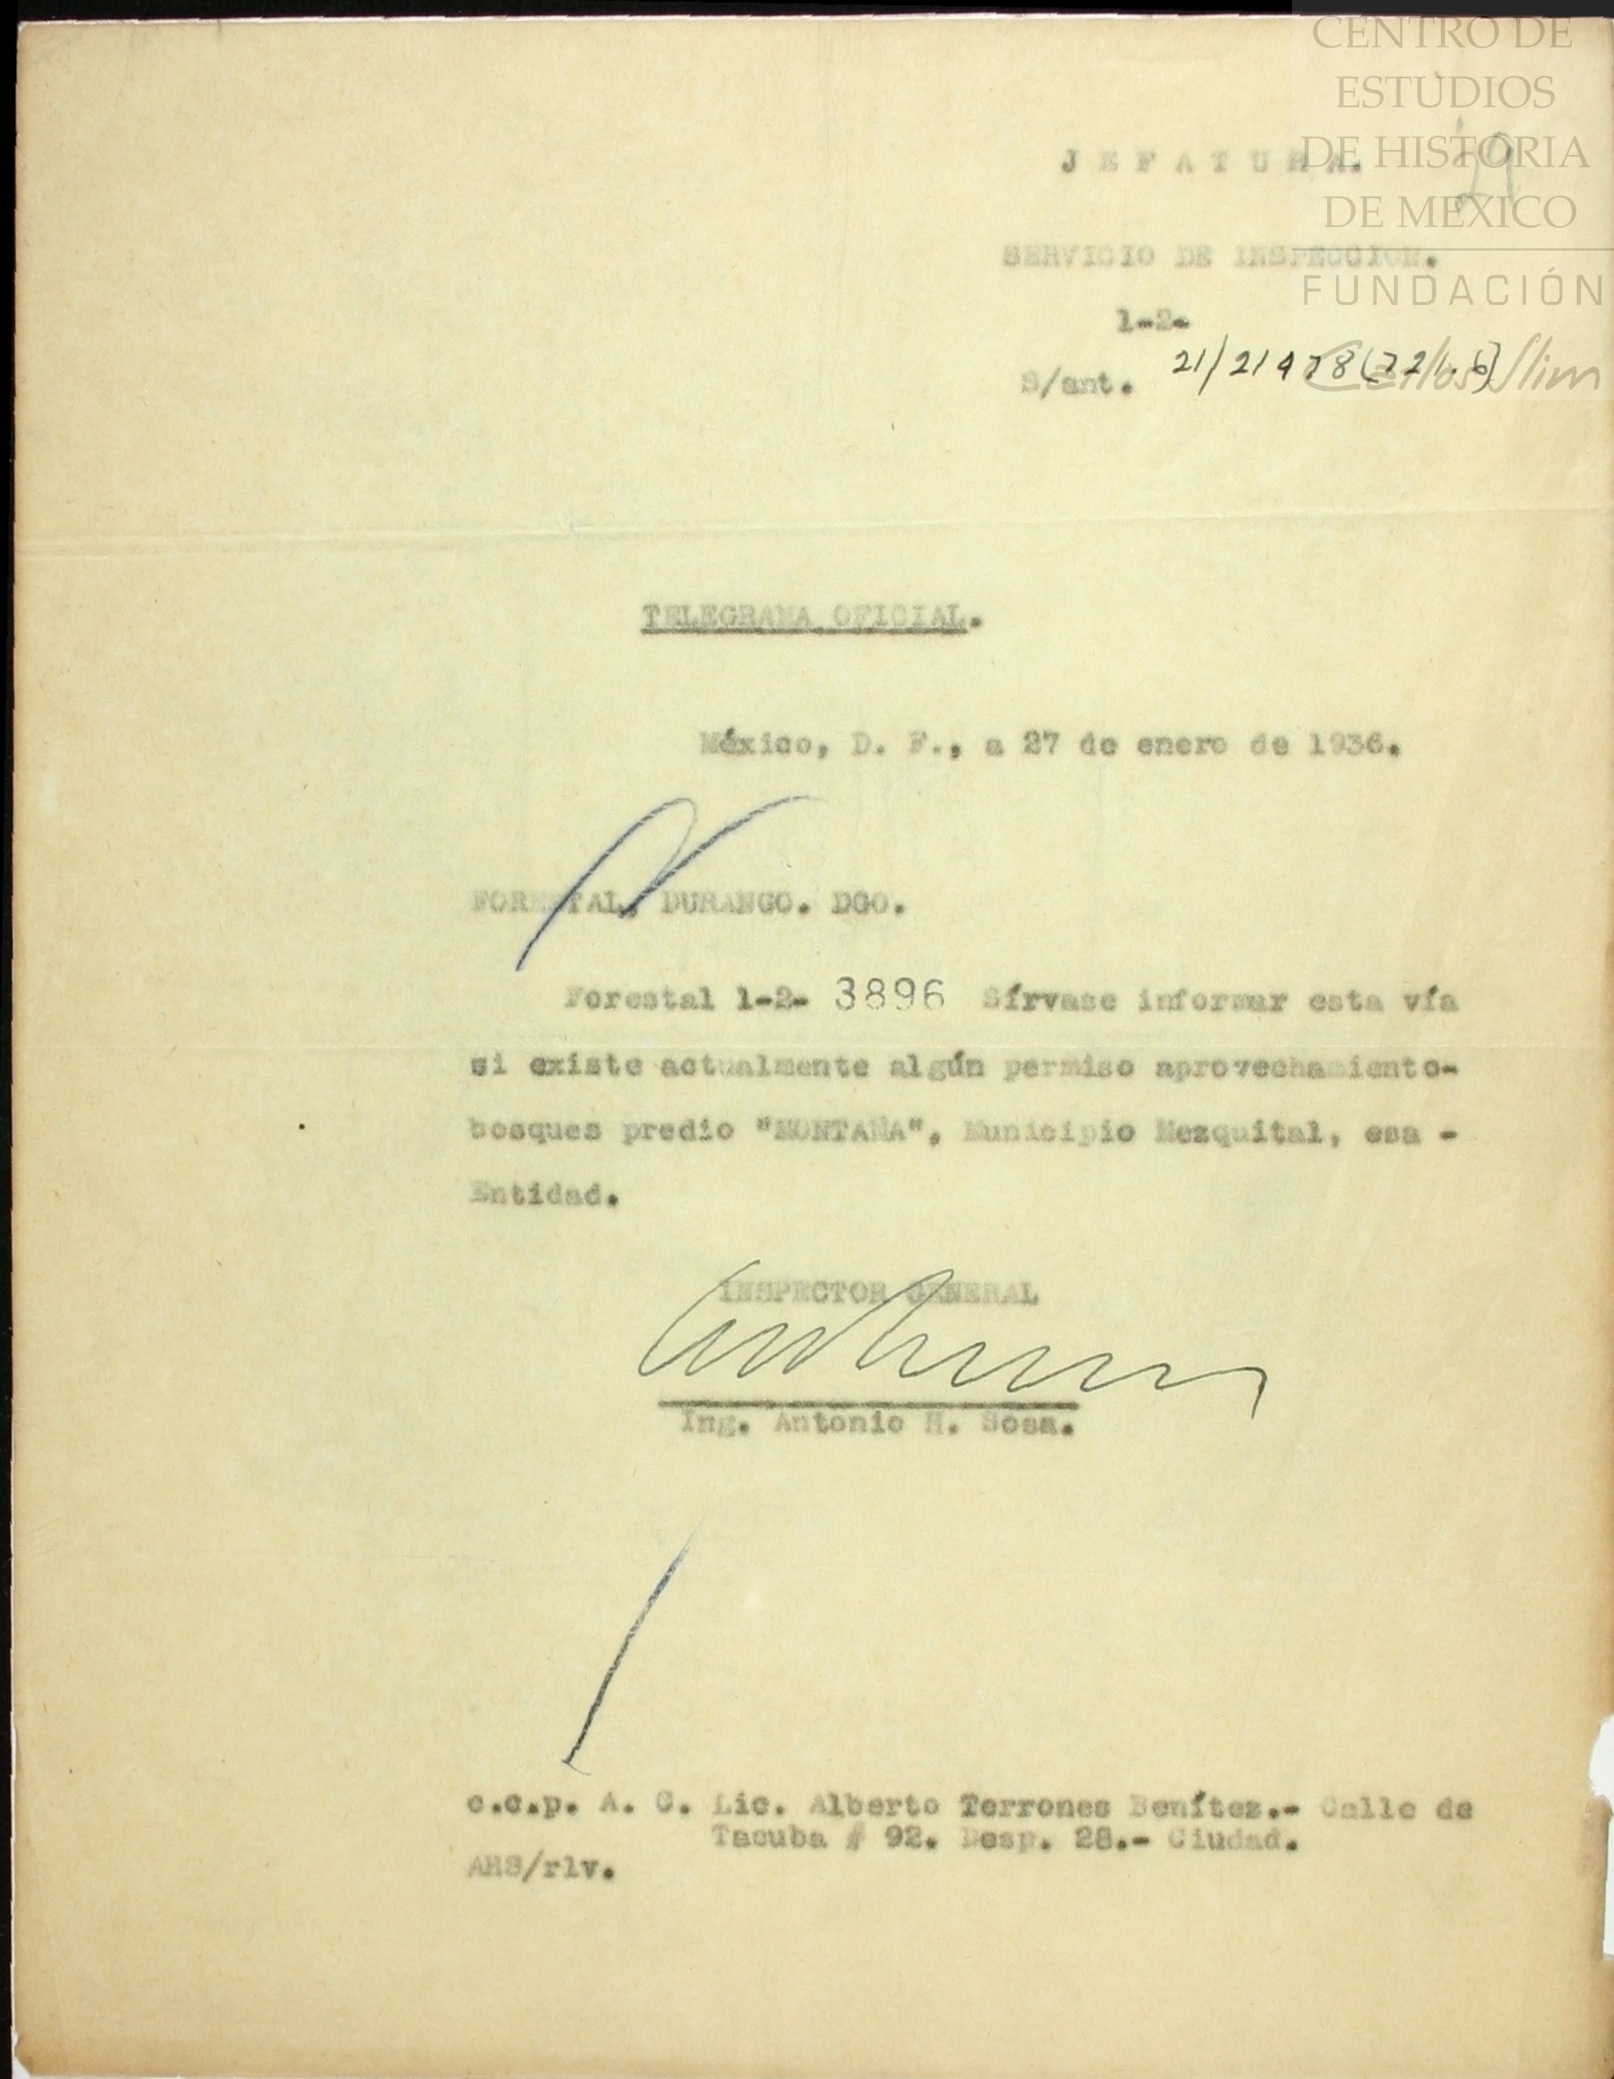 CENTRO DE
ESTUDIOS
DE HISTORIA
DE MEXICO
FUNDACIÓN
Carlos Slim
29
J E F A T U R A.
SERVICIO DE INSPECCION.
1-2-
S/ant. 21/21478(721.6)
TELEGRAMA OFICIAL.
México, D. F., a 27 de enero de 1936.
FORESTAL, DURANGO. DGO.
Forestal 1-2- 3896 Sírvase informar esta vía
si existe actualmente algún permiso aprovechamiento-
bosques predio "MONTAÑA", Municipio Mezquital, esa -
Entidad.
INSPECTOR GENERAL
Ing. Antonio H. Sosa.
c.c.p. A. C. Lic. Alberto Terrones Benítez.- Calle de
Tacuba # 92. Desp. 28.- Ciudad.
AHS/rlv.